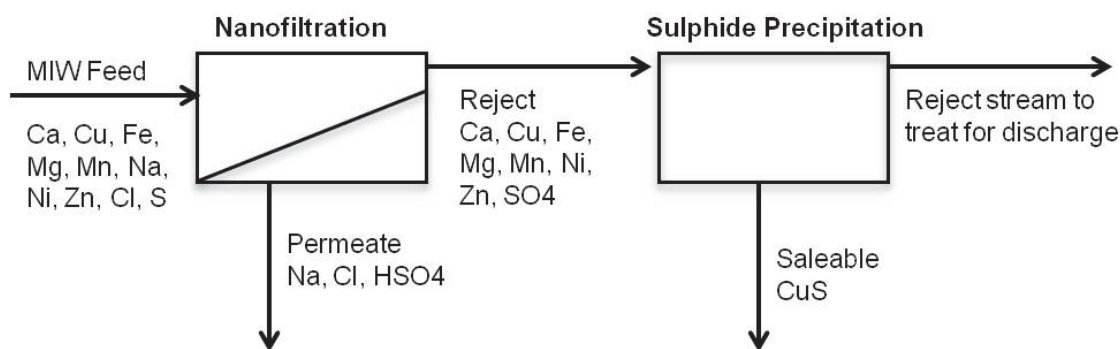 Nanofiltration
Sulphide Precipitation
MIW Feed
Ca, Cu, Fe,
Mg, Mn, Na,
Ni, Zn, Cl, S
Reject
Ca, Cu, Fe,
Mg, Mn, Ni,
Zn, SO4
Reject stream to
treat for discharge
Permeate
Na, Cl, HSO4
Saleable
CuS